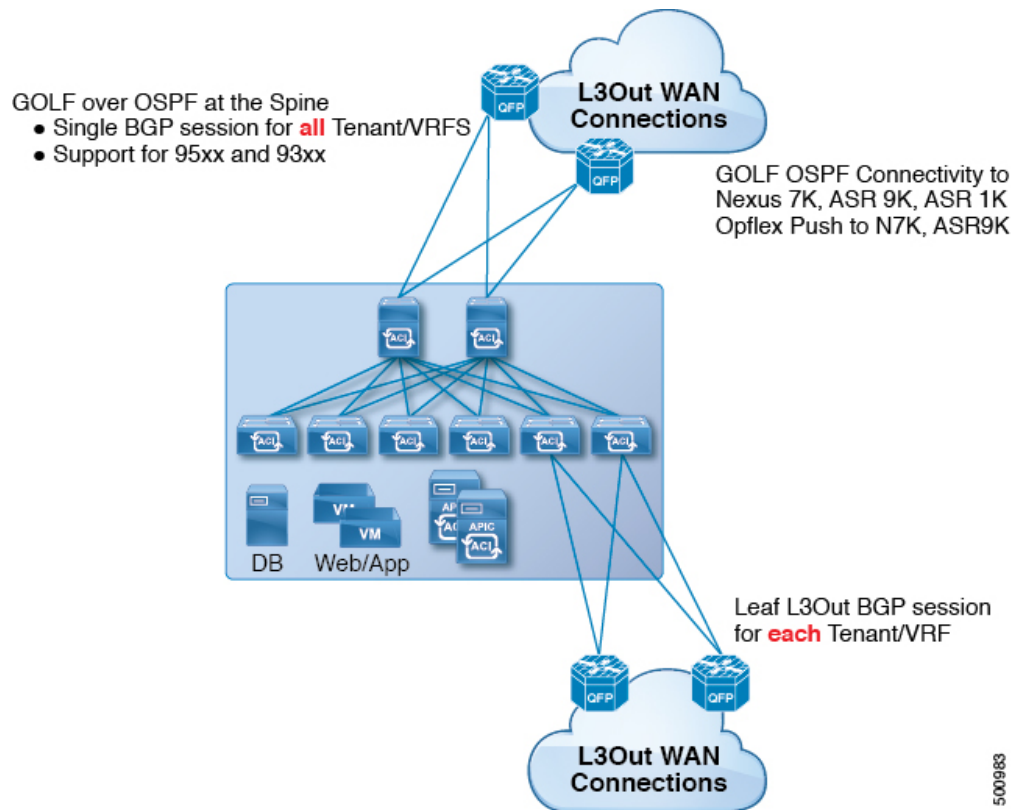 L3Out WAN
Connections
QFP
QFP
GOLF over OSPF at the Spine
● Single BGP session for all Tenant/VRFS
● Support for 95xx and 93xx
GOLF OSPF Connectivity to
Nexus 7K, ASR 9K, ASR 1K
Opflex Push to N7K, ASR9K
ACI
ACI
ACI
ACI
ACI
ACI
ACI
ACI
VM
VM
AP
AC
APIC
ACI
DB
Web/App
Leaf L3Out BGP session
for each Tenant/VRF
QFP
QFP
L3Out WAN
Connections
500983